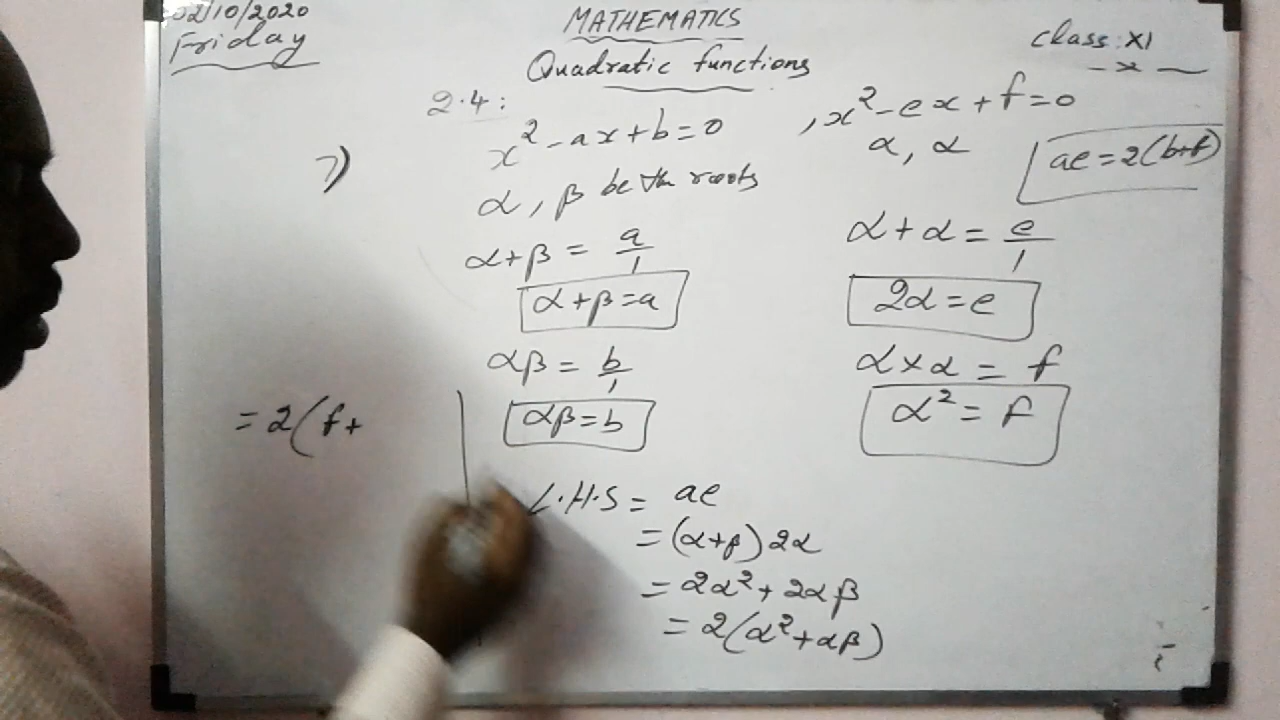 02/10/2020
Friday
MATHEMATICS
Quadratic functions
Class: XI
- x -
2.4:
7)
x² - ax + b = 0
, x² - ex + f = 0
α, β be the roots
α, α
ae = 2(b+f)
α + β = a/1
α + β = a
αβ = b/1
αβ = b
α + α = e/1
2α = e
α × α = f
α² = f
L.H.S = ae
= (α+β) 2α
= 2α² + 2αβ
= 2(α² + αβ)
= 2(f +